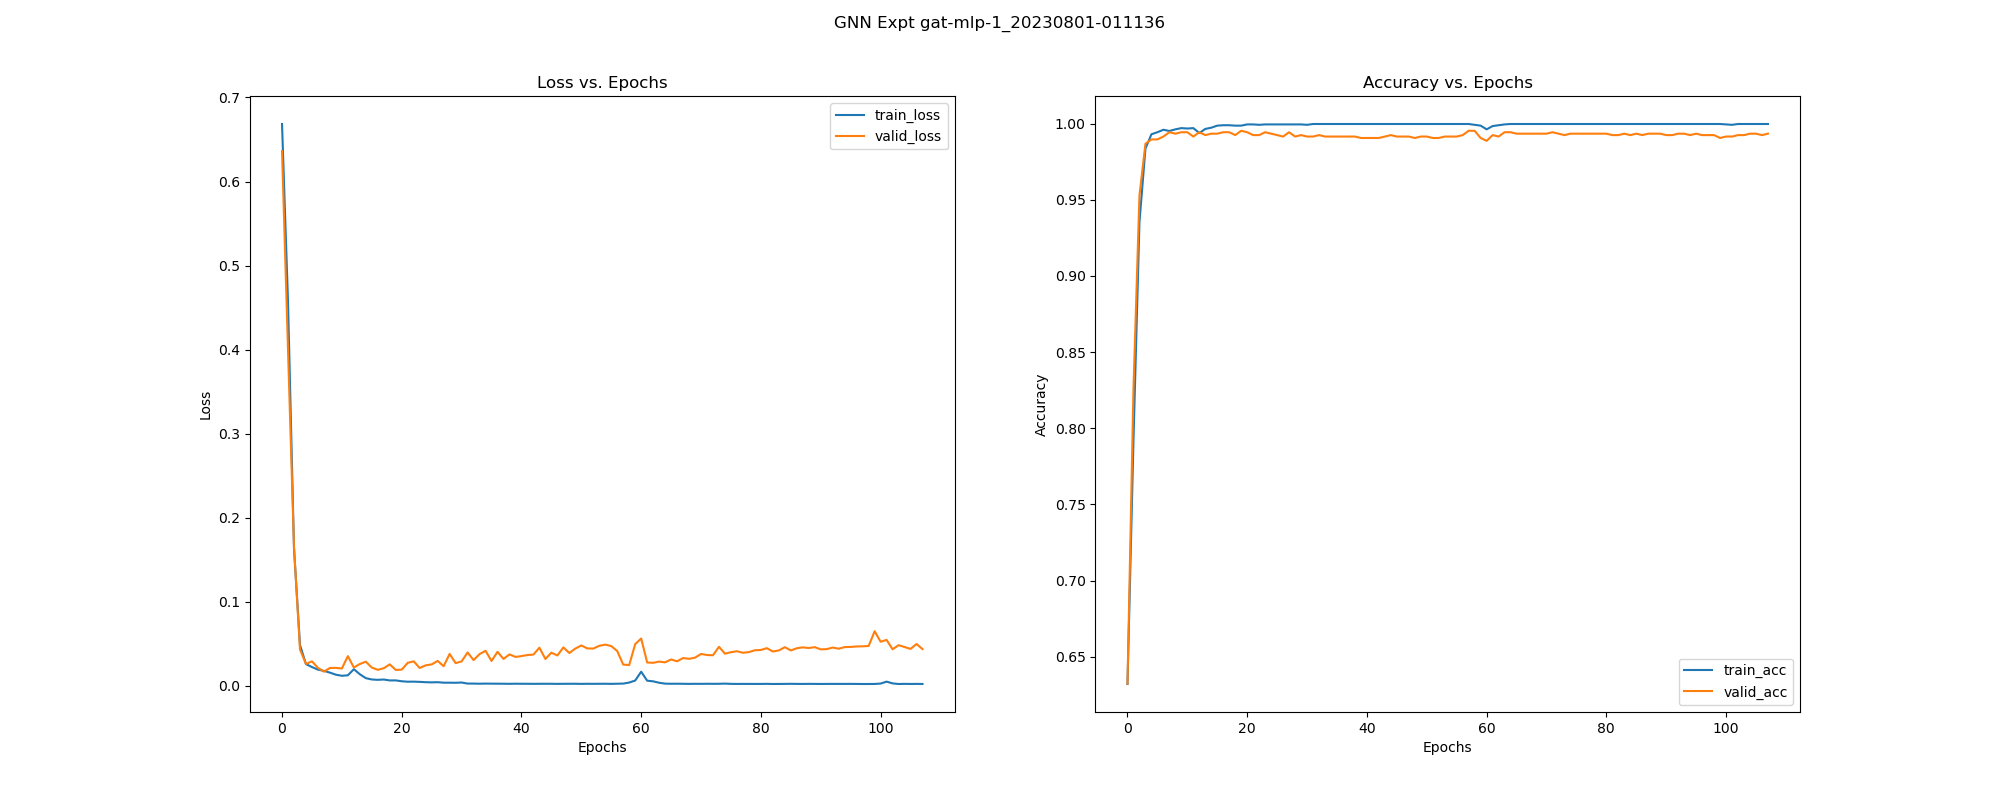 GNN Expt gat-mlp-1_20230801-011136
Loss vs. Epochs
0.7
0.6
0.5
0.4
0.3
0.2
0.1
0.0
Loss
0 20 40 60 80 100
Epochs
train_loss
valid_loss
Accuracy vs. Epochs
1.00
0.95
0.90
0.85
0.80
0.75
0.70
0.65
Accuracy
0 20 40 60 80 100
Epochs
train_acc
valid_acc